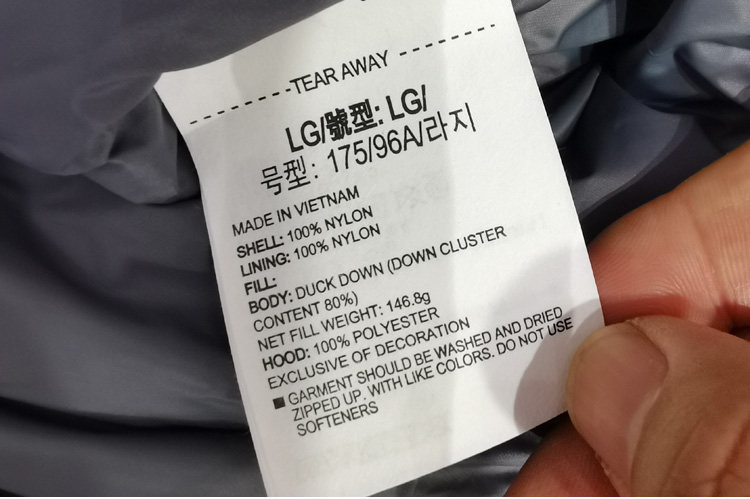 TEAR AWAY
LG/號型: LG/
号型: 175/96A/라지
MADE IN VIETNAM
SHELL: 100% NYLON
LINING: 100% NYLON
FILL:
BODY: DUCK DOWN (DOWN CLUSTER
CONTENT 80%)
NET FILL WEIGHT: 146.8g
HOOD: 100% POLYESTER
EXCLUSIVE OF DECORATION
■ GARMENT SHOULD BE WASHED AND DRIED
ZIPPED UP. WITH LIKE COLORS. DO NOT USE
SOFTENERS